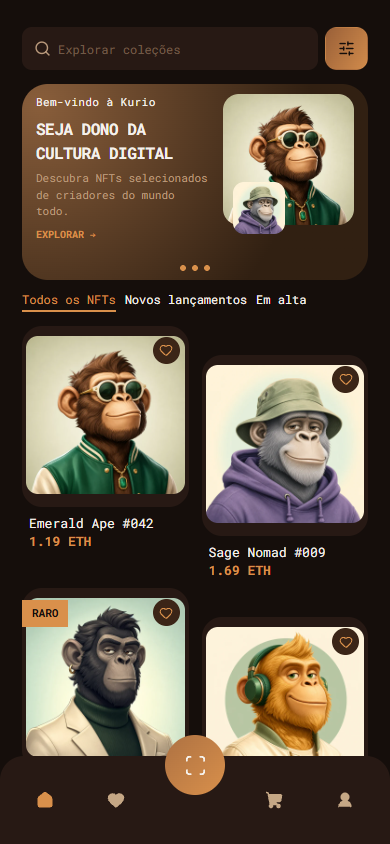 Explorar coleções
Bem-vindo à Kurio
SEJA DONO DA
CULTURA DIGITAL
Descubra NFTs selecionados
de criadores do mundo
todo.
EXPLORAR →
Todos os NFTs Novos lançamentos Em alta
Emerald Ape #042
1.19 ETH
Sage Nomad #009
1.69 ETH
RARO